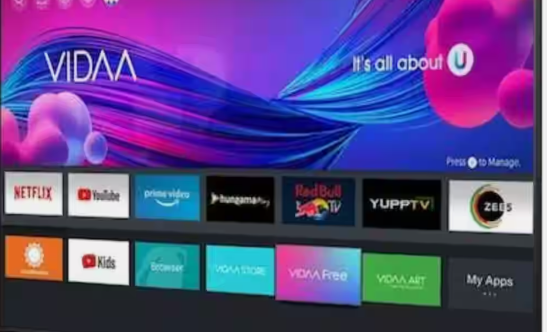 VIDAA
It's all about U
Press to Manage.
NETFLIX
YouTube
prime video
hungama
Red Bull
TV
YUPPTV
ZEE5
Kids
Browser
VIDAA STORE
VIDAA Free
VIDAA ART
My Apps